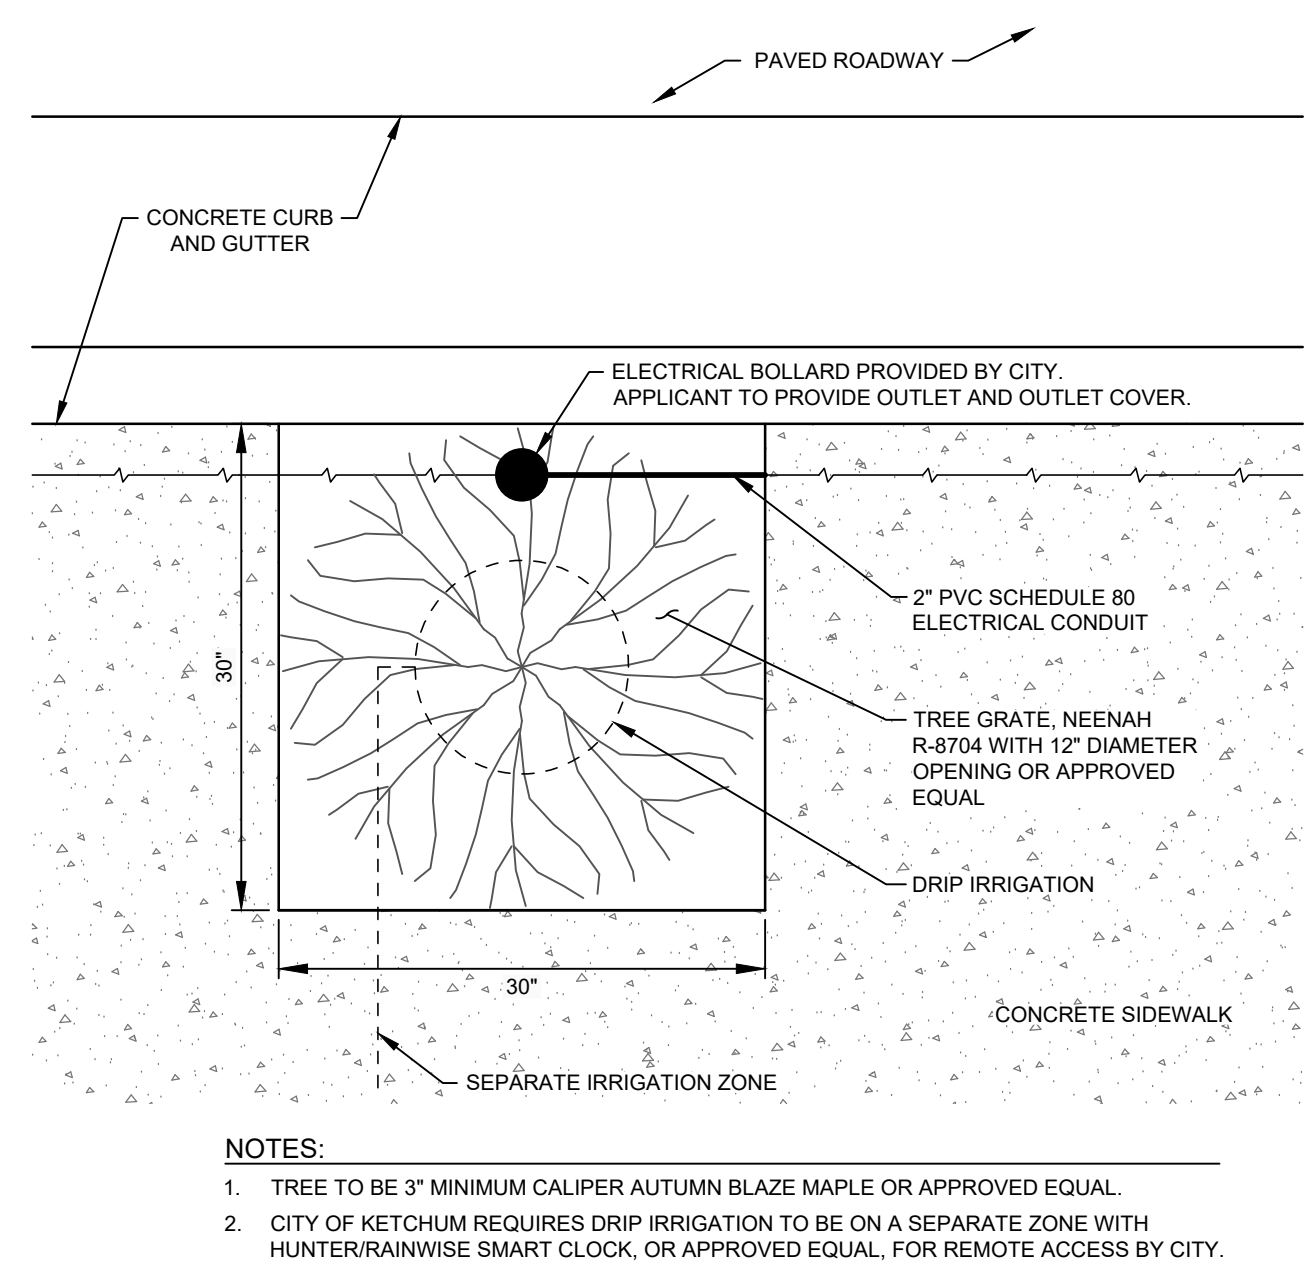 PAVED ROADWAY
CONCRETE CURB
AND GUTTER
ELECTRICAL BOLLARD PROVIDED BY CITY.
APPLICANT TO PROVIDE OUTLET AND OUTLET COVER.
2" PVC SCHEDULE 80
ELECTRICAL CONDUIT
30"
TREE GRATE, NEENAH
R-8704 WITH 12" DIAMETER
OPENING OR APPROVED
EQUAL
DRIP IRRIGATION
30"
CONCRETE SIDEWALK
SEPARATE IRRIGATION ZONE
NOTES:
1. TREE TO BE 3" MINIMUM CALIPER AUTUMN BLAZE MAPLE OR APPROVED EQUAL.
2. CITY OF KETCHUM REQUIRES DRIP IRRIGATION TO BE ON A SEPARATE ZONE WITH
HUNTER/RAINWISE SMART CLOCK, OR APPROVED EQUAL, FOR REMOTE ACCESS BY CITY.